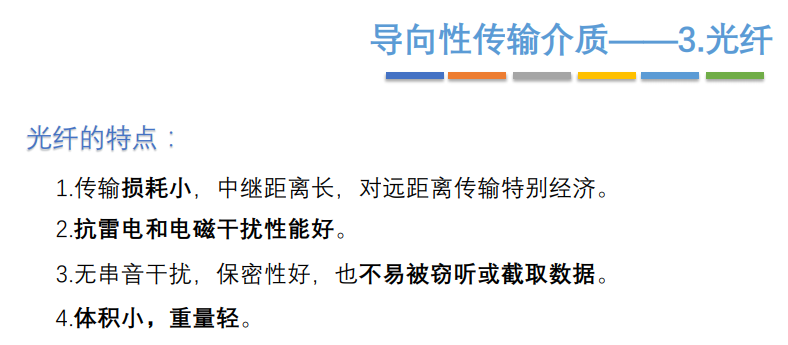 导向性传输介质——3.光纤
光纤的特点：
1.传输损耗小，中继距离长，对远距离传输特别经济。
2.抗雷电和电磁干扰性能好。
3.无串音干扰，保密性好，也不易被窃听或截取数据。
4.体积小，重量轻。